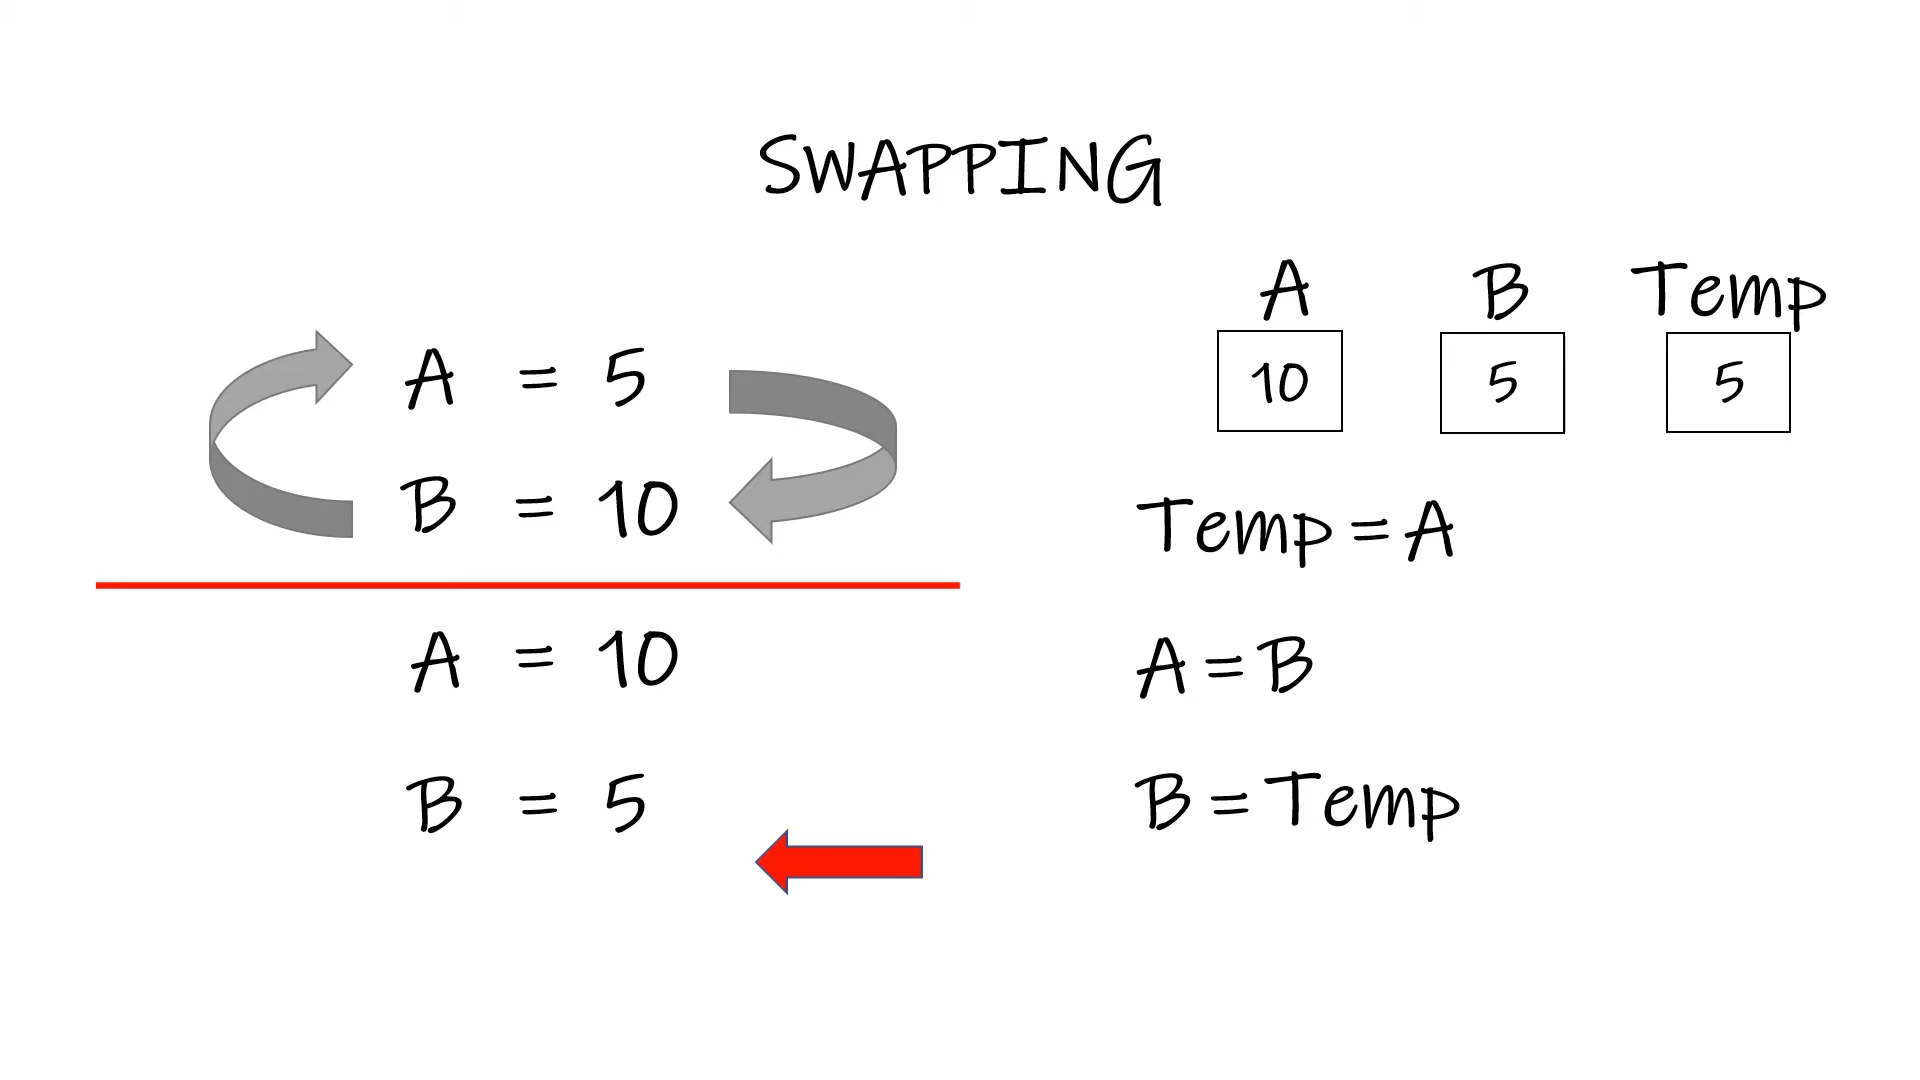 SWAPPING
A = 5
B = 10
A = 10
B = 5
A B Temp
10 5 5
Temp = A
A = B
B = Temp